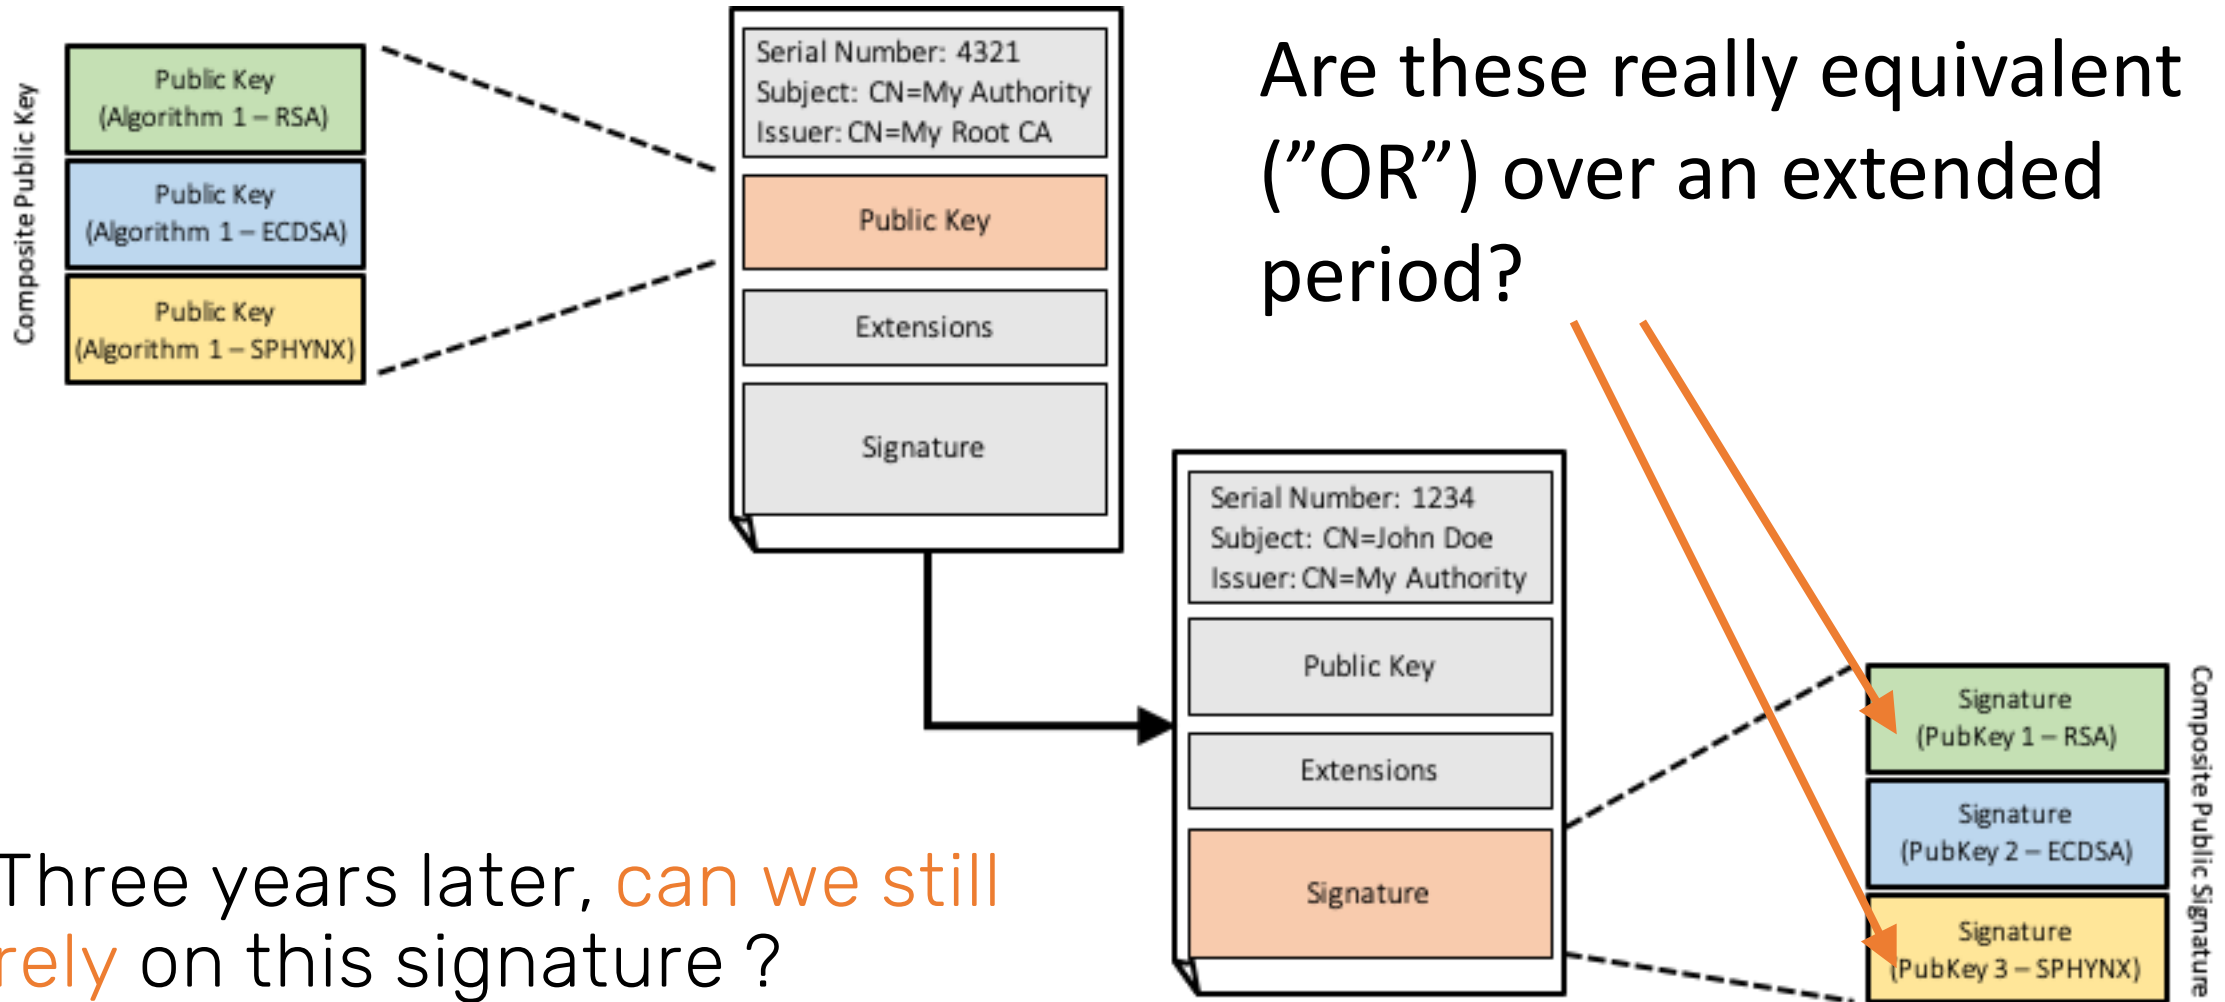 Composite Public Key
Public Key
(Algorithm 1 – RSA)
Public Key
(Algorithm 1 – ECDSA)
Public Key
(Algorithm 1 – SPHYNX)
Serial Number: 4321
Subject: CN=My Authority
Issuer: CN=My Root CA
Public Key
Extensions
Signature
Are these really equivalent
(”OR”) over an extended
period?
Serial Number: 1234
Subject: CN=John Doe
Issuer: CN=My Authority
Public Key
Extensions
Signature
Signature
(PubKey 1 – RSA)
Signature
(PubKey 2 – ECDSA)
Signature
(PubKey 3 – SPHYNX)
Composite Public Signature
Three years later, can we still
rely on this signature ?